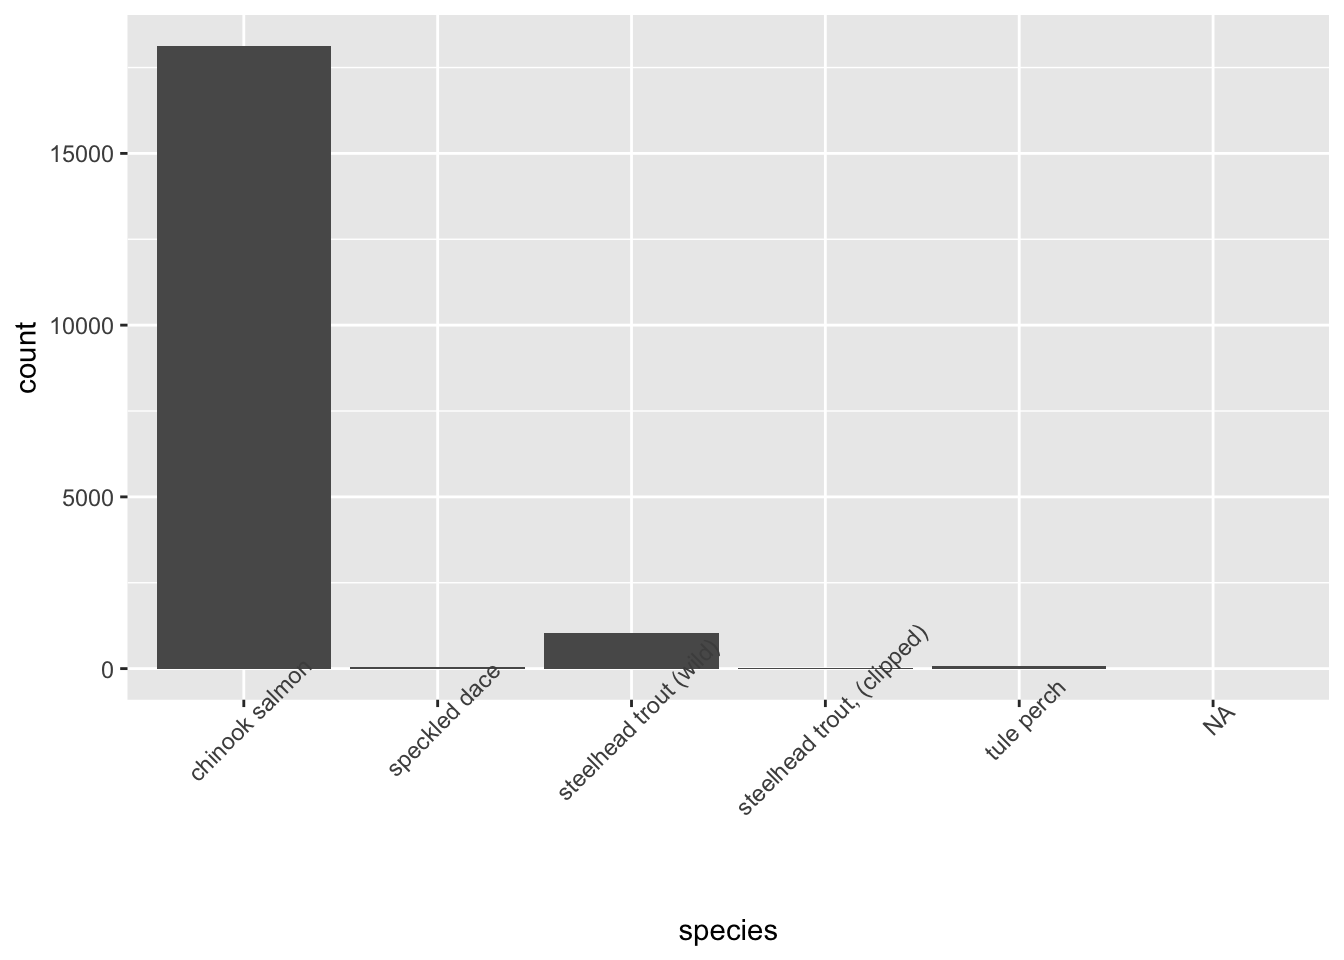 count
15000
10000
5000
0
chinook salmon
speckled dace
steelhead trout (wild)
steelhead trout, (clipped)
tule perch
NA
species